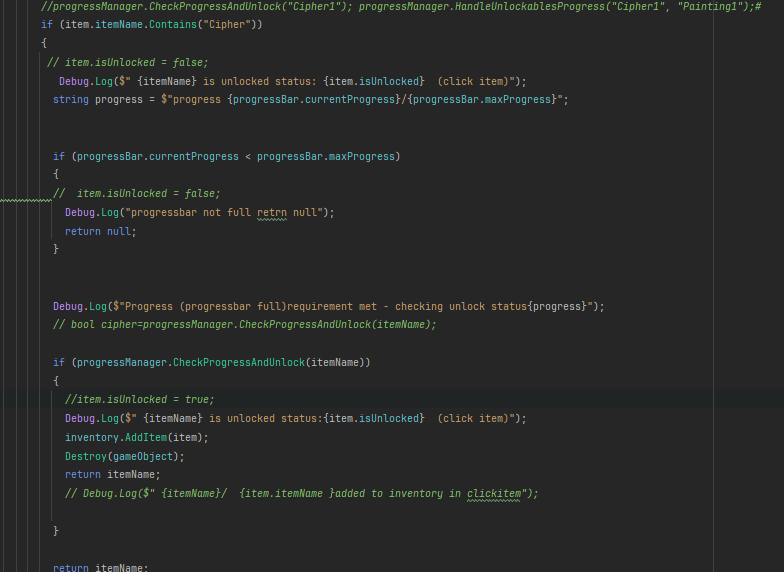 //progressManager.CheckProgressAndUnlock("Cipher1"); progressManager.HandleUnlockablesProgress("Cipher1", "Painting1");#
if (item.itemName.Contains("Cipher"))
{
// item.isUnlocked = false;
Debug.Log($" {itemName} is unlocked status: {item.isUnlocked}  (click item)");
string progress = $"progress {progressBar.currentProgress}/{progressBar.maxProgress}";
if (progressBar.currentProgress < progressBar.maxProgress)
{
//  item.isUnlocked = false;
Debug.Log("progressbar not full retrn null");
return null;
}
Debug.Log($"Progress (progressbar full)requirement met - checking unlock status{progress}");
// bool cipher=progressManager.CheckProgressAndUnlock(itemName);
if (progressManager.CheckProgressAndUnlock(itemName))
{
//item.isUnlocked = true;
Debug.Log($" {itemName} is unlocked status:{item.isUnlocked}  (click item)");
inventory.AddItem(item);
Destroy(gameObject);
return itemName;
// Debug.Log($" {itemName}/  {item.itemName }added to inventory in clickitem");
}
return itemName;